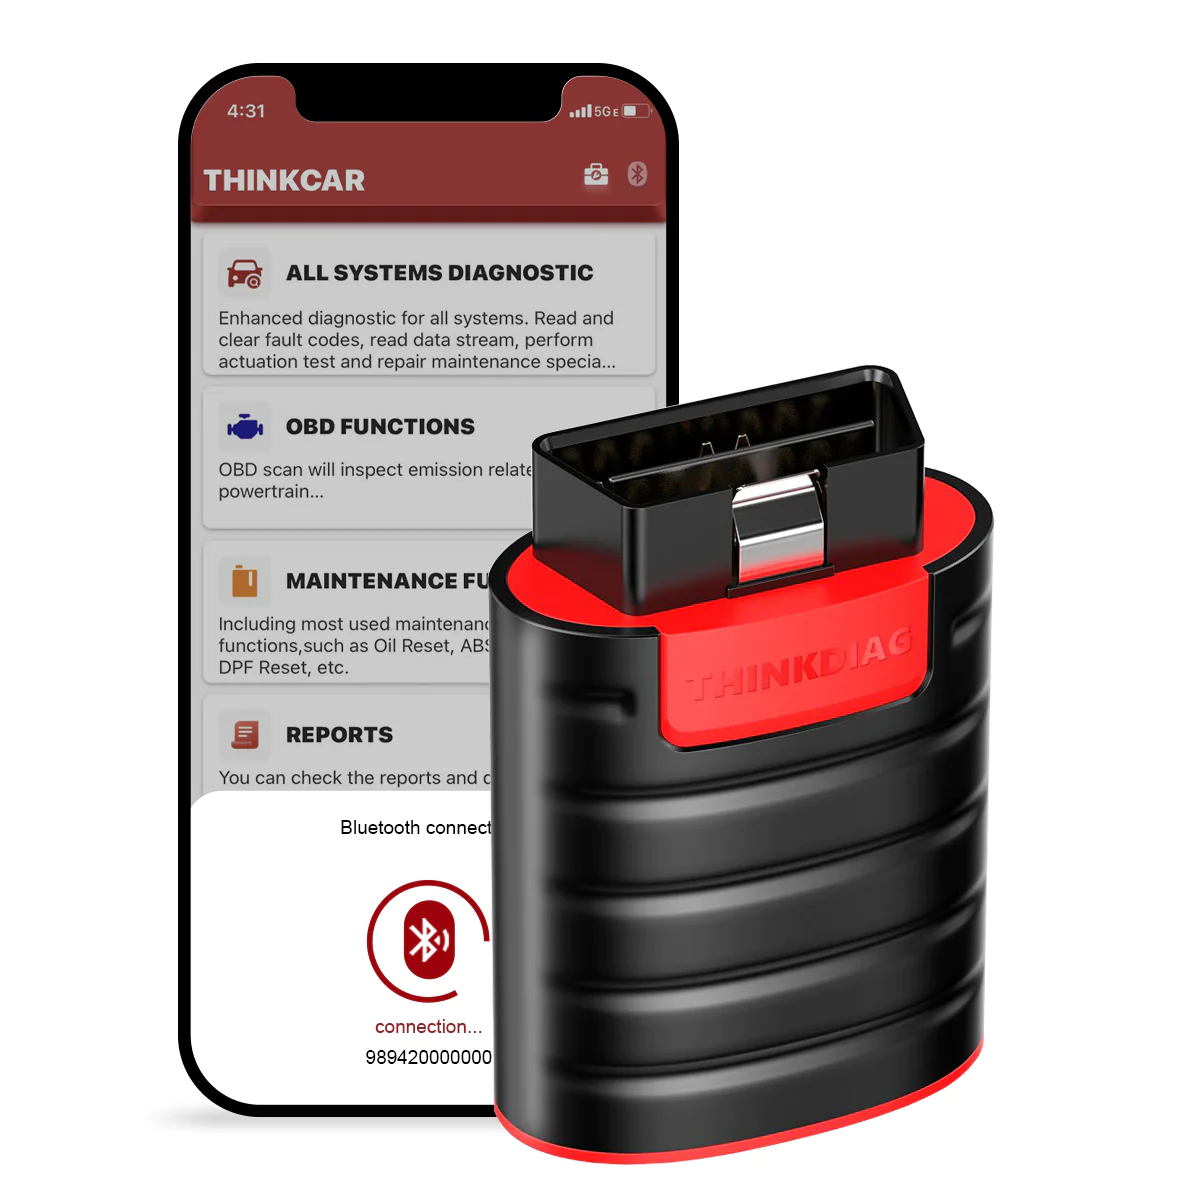 4:31
5GE
THINKCAR
ALL SYSTEMS DIAGNOSTIC
Enhanced diagnostic for all systems. Read and
clear fault codes, read data stream, perform
actuation test and repair maintenance specia...
OBD FUNCTIONS
OBD scan will inspect emission relate
powertrain...
MAINTENANCE FU
Including most used maintenanc
functions,such as Oil Reset, ABS
DPF Reset, etc.
REPORTS
You can check the reports and
Bluetooth connect
connection...
989420000000
THINKDIAG